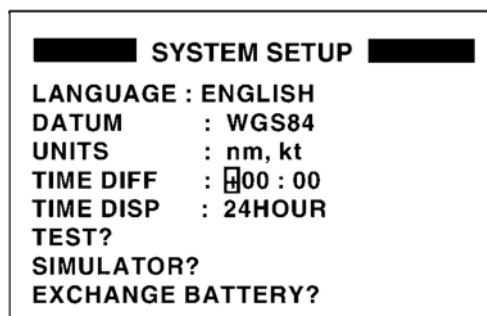 SYSTEM SETUP
LANGUAGE : ENGLISH
DATUM : WGS84
UNITS : nm, kt
TIME DIFF : +00 : 00
TIME DISP : 24HOUR
TEST?
SIMULATOR?
EXCHANGE BATTERY?